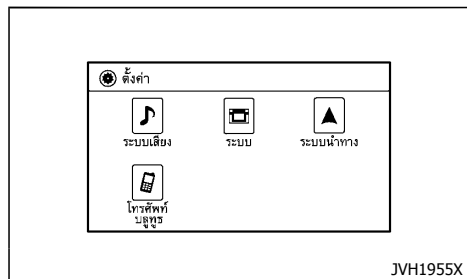 ตั้งค่า
ระบบเสียง
ระบบ
ระบบนำทาง
โทรศัพท์
บลูทูธ
JVH1955X